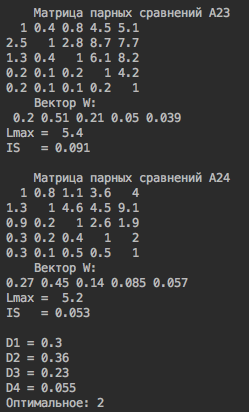 Матрица парных сравнений A23
1 0.4 0.8 4.5 5.1
2.5 1 2.8 8.7 7.7
1.3 0.4 1 6.1 8.2
0.2 0.1 0.2 1 4.2
0.2 0.1 0.1 0.2 1
Вектор W:
0.2 0.51 0.21 0.05 0.039
Lmax = 5.4
IS = 0.091
Матрица парных сравнений A24
1 0.8 1.1 3.6 4
1.3 1 4.6 4.5 9.1
0.9 0.2 1 2.6 1.9
0.3 0.2 0.4 1 2
0.3 0.1 0.5 0.5 1
Вектор W:
0.27 0.45 0.14 0.085 0.057
Lmax = 5.2
IS = 0.053
D1 = 0.3
D2 = 0.36
D3 = 0.23
D4 = 0.055
Оптимальное: 2